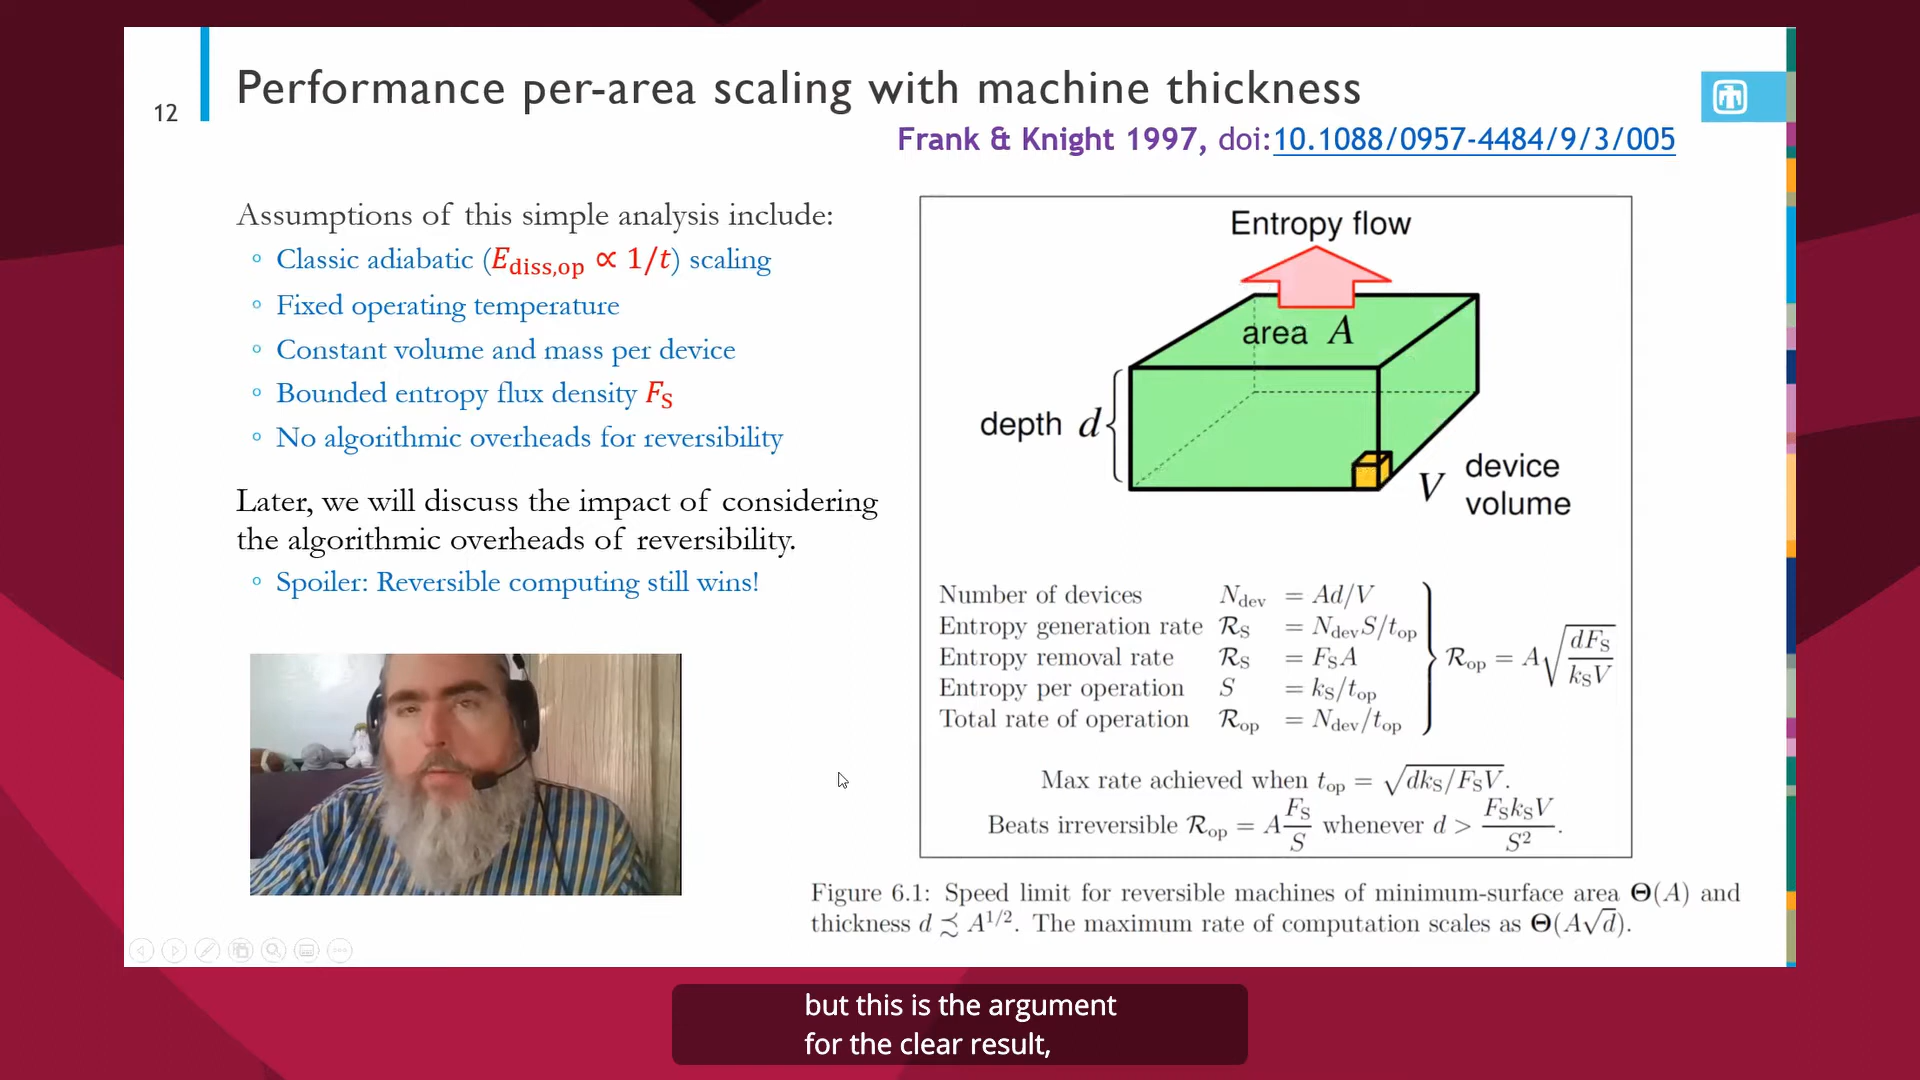 12
Performance per-area scaling with machine thickness
Frank & Knight 1997, doi:10.1088/0957-4484/9/3/005
Assumptions of this simple analysis include:
◦ Classic adiabatic (E_diss,op ∝ 1/t) scaling
◦ Fixed operating temperature
◦ Constant volume and mass per device
◦ Bounded entropy flux density F_S
◦ No algorithmic overheads for reversibility
Later, we will discuss the impact of considering
the algorithmic overheads of reversibility.
◦ Spoiler: Reversible computing still wins!
Entropy flow
area A
depth d
V device
volume
Number of devices N_dev = Ad/V
Entropy generation rate R_S = N_dev S/t_op
Entropy removal rate R_S = F_S A
Entropy per operation S = k_S/t_op
Total rate of operation R_op = N_dev/t_op
R_op = A√(dF_S/k_S V)
Max rate achieved when t_op = √(dk_S/F_S V).
Beats irreversible R_op = A F_S/S whenever d > F_S k_S V/S².
Figure 6.1: Speed limit for reversible machines of minimum-surface area Θ(A) and
thickness d ≾ A^1/2. The maximum rate of computation scales as Θ(A√d).
but this is the argument
for the clear result,